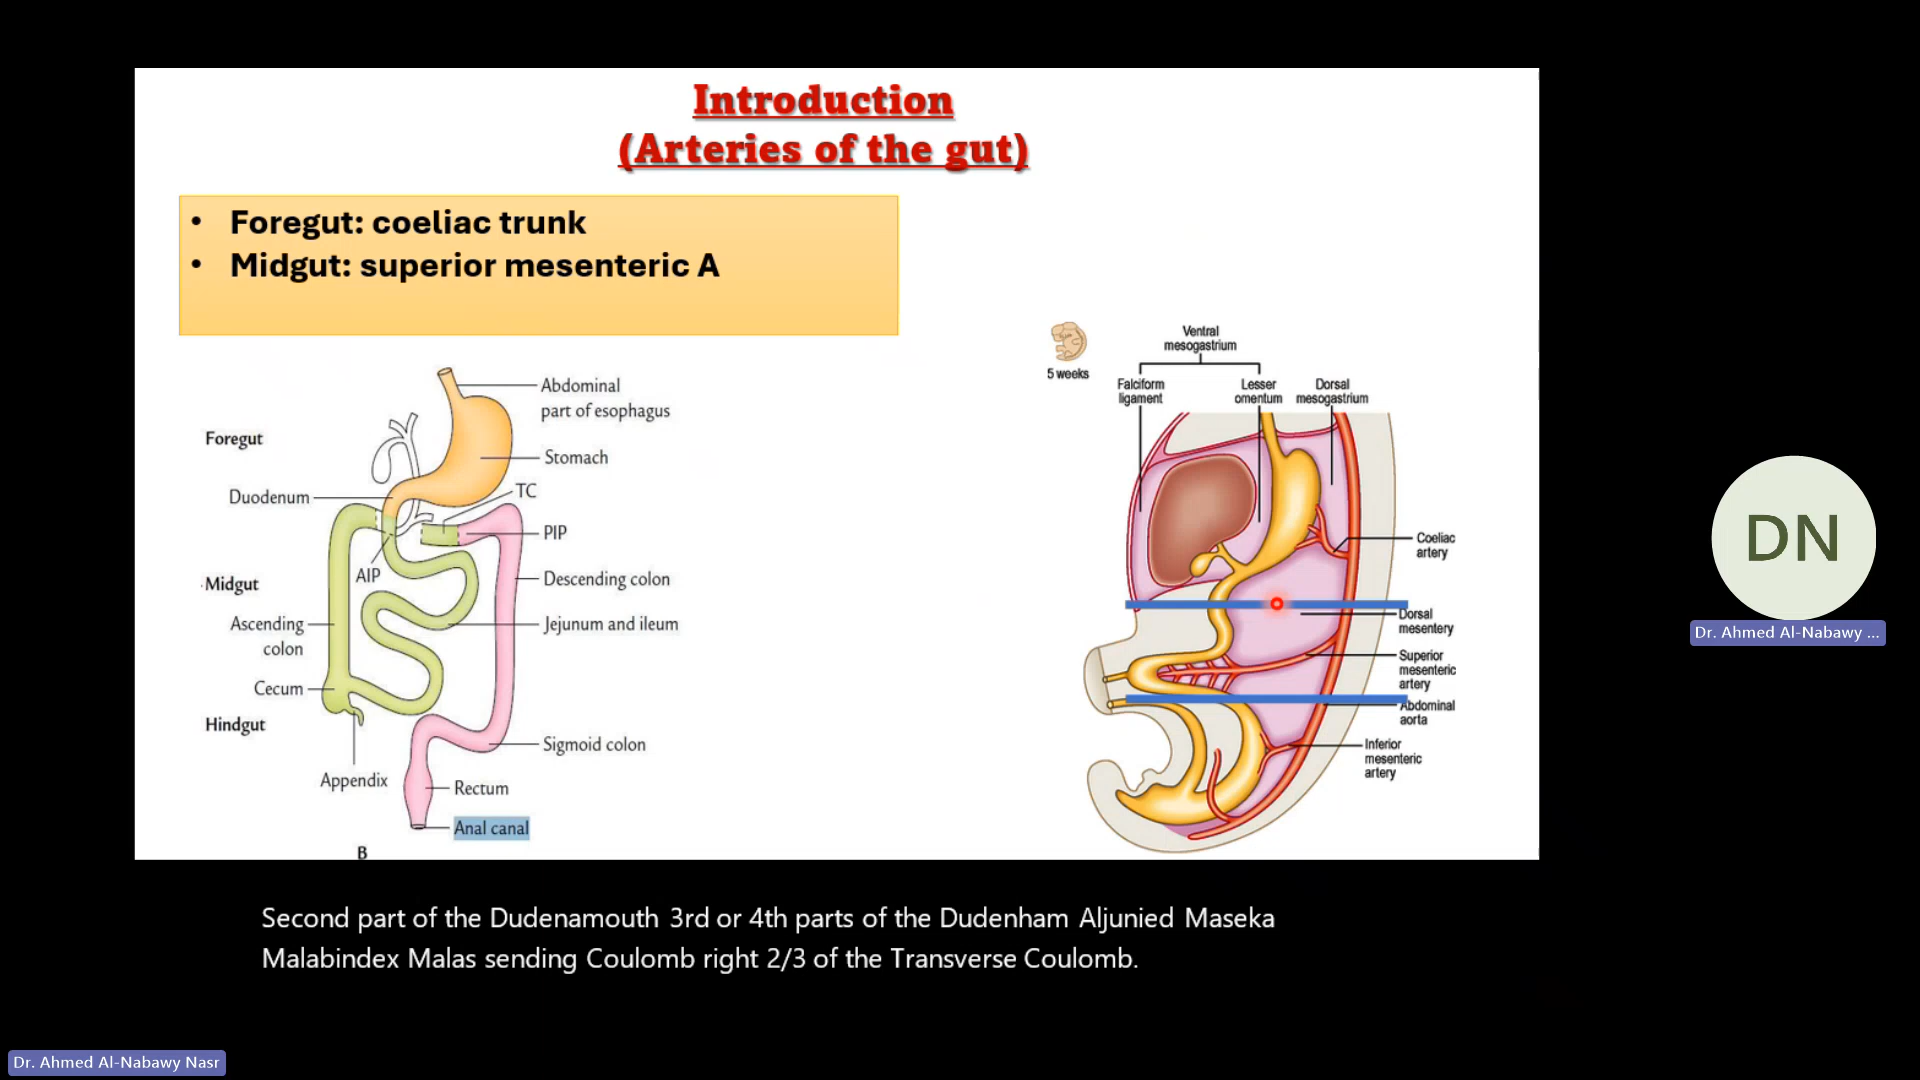 Introduction
(Arteries of the gut)
• Foregut: coeliac trunk
• Midgut: superior mesenteric A
Abdominal
part of esophagus
Foregut
Stomach
TC
Duodenum
PIP
AIP
Midgut
Descending colon
Ascending
colon
Jejunum and ileum
Cecum
Hindgut
Sigmoid colon
Appendix
Rectum
Anal canal
B
5 weeks
Ventral
mesogastrium
Falciform
ligament
Lesser
omentum
Dorsal
mesogastrium
Coeliac
artery
Dorsal
mesentery
Superior
mesenteric
artery
Abdominal
aorta
Inferior
mesenteric
artery
DN
Dr. Ahmed Al-Nabawy ...
Second part of the Dudenamouth 3rd or 4th parts of the Dudenham Aljunied Maseka
Malabindex Malas sending Coulomb right 2/3 of the Transverse Coulomb.
Dr. Ahmed Al-Nabawy Nasr